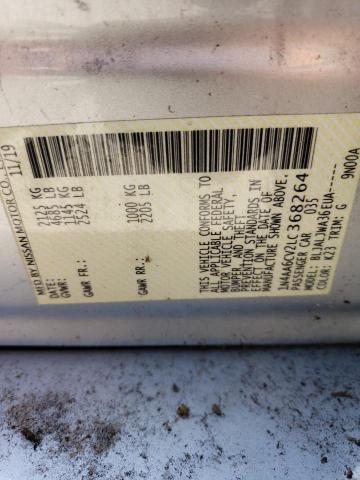 MFD BY NISSAN MOTOR CO.,LTD. 11/19
GVWR: 2125 KG
4685 LB
GAWR FR.: 1145 KG
2524 LB
GAWR RR.: 1000 KG
2205 LB
THIS VEHICLE CONFORMS TO
ALL APPLICABLE FEDERAL
MOTOR VEHICLE SAFETY,
BUMPER, AND THEFT
PREVENTION STANDARDS IN
EFFECT ON THE DATE OF
MANUFACTURE SHOWN ABOVE.
1N4AA6CV2LC368264
PASSENGER CAR 035
MODEL: BLJALWWA36EUA
COLOR: K23 TRIM: G
9N00A